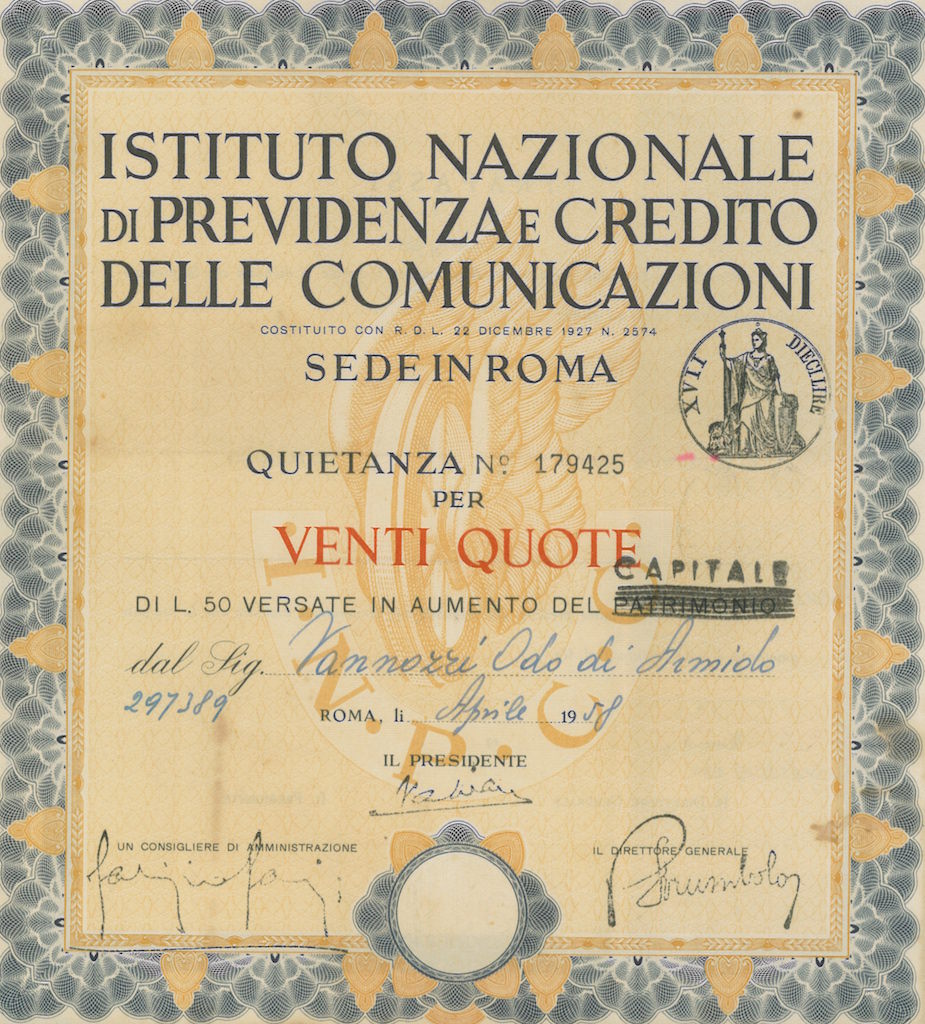 ISTITUTO NAZIONALE
DI PREVIDENZA E CREDITO
DELLE COMUNICAZIONI
COSTITUITO CON R. D. L. 22 DICEMBRE 1927 N. 2574
SEDE IN ROMA
XVII DIECI LIRE
QUIETANZA Nº 179425
PER
VENTI QUOTE
CAPITALE
DI L. 50 VERSATE IN AUMENTO DEL PATRIMONIO
dal Sig. Vannozzi Odo di Armido
297389
ROMA, li Aprile 1958
I.N.P.C.C
IL PRESIDENTE
UN CONSIGLIERE DI AMMINISTRAZIONE
IL DIRETTORE GENERALE